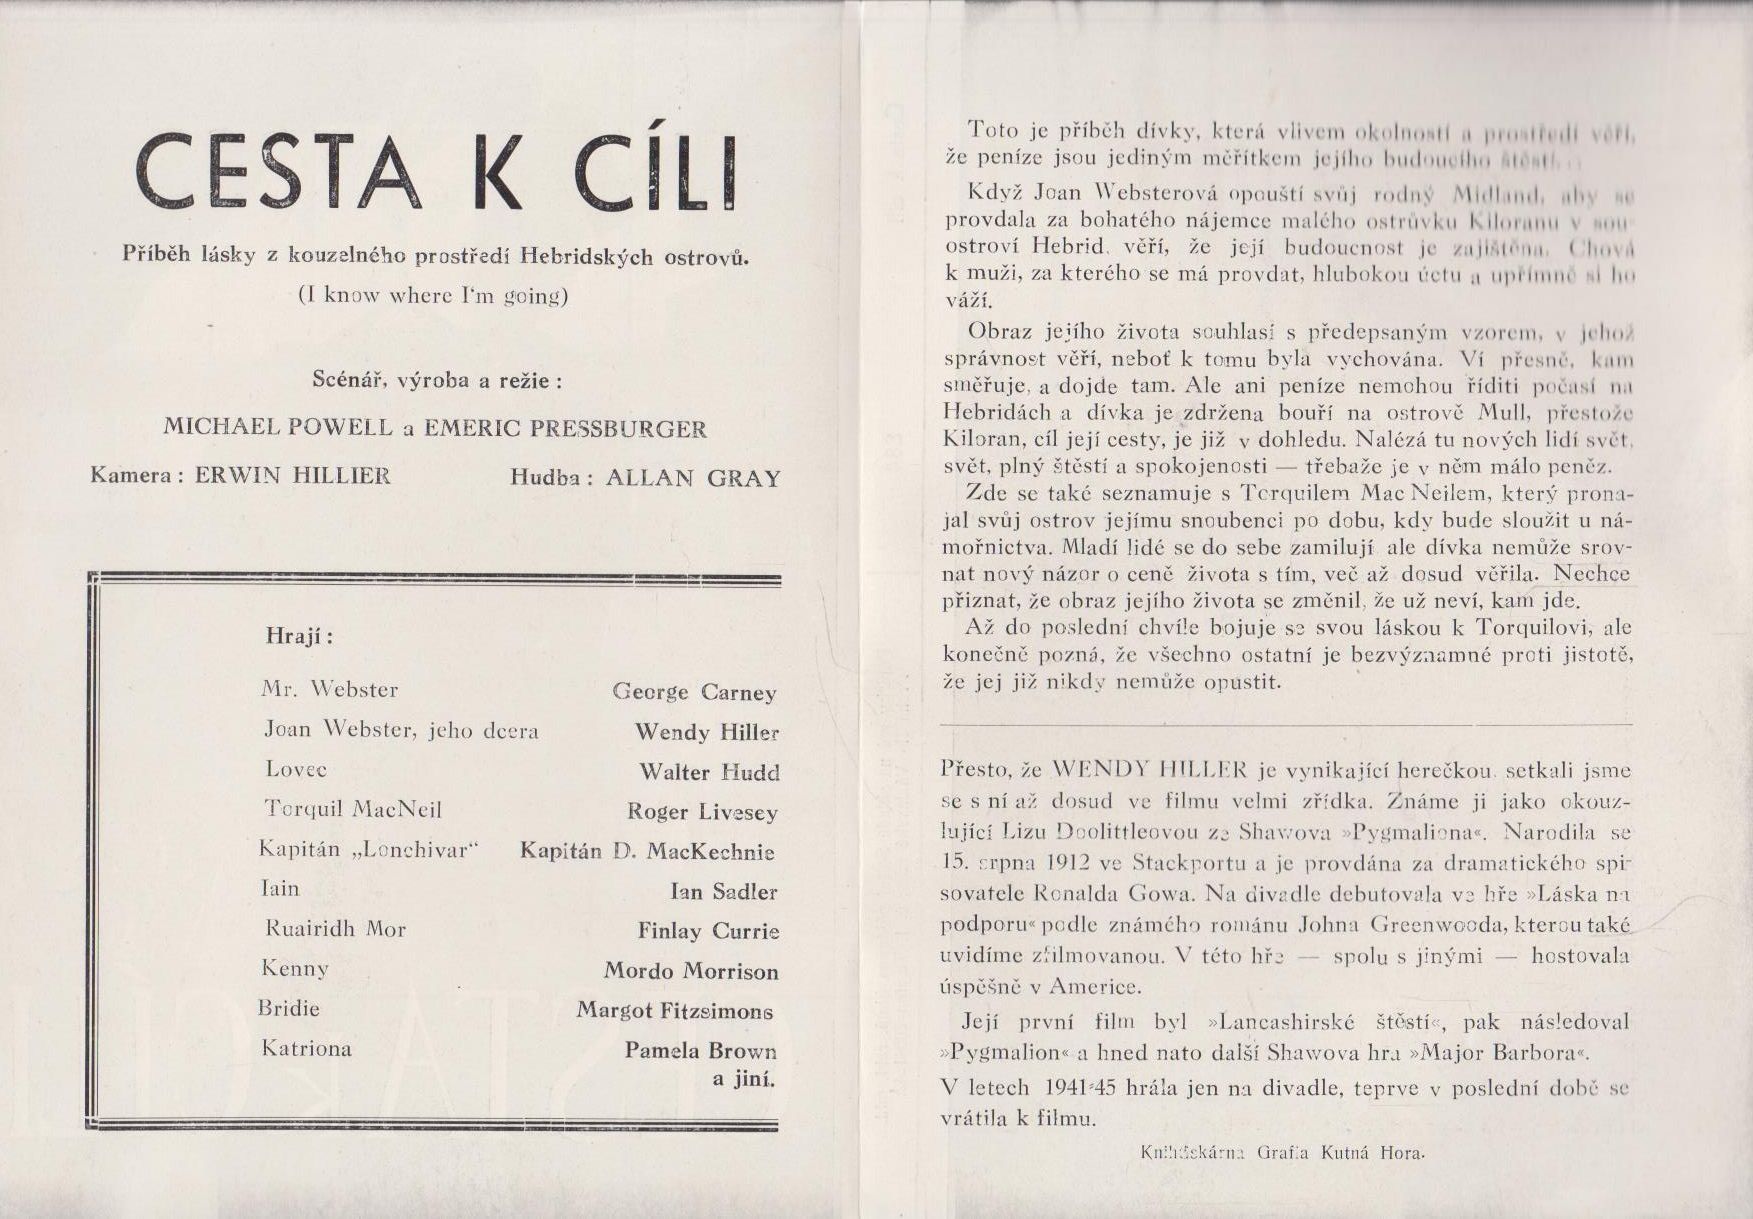 CESTA K CÍLI
Příběh lásky z kouzelného prostředí Hebridských ostrovů.
(I know where I'm going)
Scénář, výroba a režie :
MICHAEL POWELL a EMERIC PRESSBURGER
Kamera : ERWIN HILLIER Hudba : ALLAN GRAY
Hrají :
Mr. Webster George Carney
Joan Webster, jeho dcera Wendy Hiller
Lovec Walter Hudd
Torquil MacNeil Roger Livesey
Kapitán „Lonchivar“ Kapitán D. MacKechnie
Iain Ian Sadler
Ruairidh Mor Finlay Currie
Kenny Mordo Morrison
Bridie Margot Fitzsimons
Katriona Pamela Brown
a jiní.
Toto je příběh dívky, která vlivem okolností a prostředí věří,
že peníze jsou jediným měřítkem jejího budoucího štěstí.
Když Joan Websterová opouští svůj rodný Midland, aby se
provdala za bohatého nájemce malého ostrůvku Kiloranu v sou-
ostroví Hebrid, věří, že její budoucnost je zajištěna. Chová
k muži, za kterého se má provdat, hlubokou úctu a upřímně si ho
váží.
Obraz jejího života souhlasí s předepsaným vzorem, v jehož
správnost věří, neboť k tomu byla vychována. Ví přesně, kam
směřuje, a dojde tam. Ale ani peníze nemohou říditi počasí na
Hebridách a dívka je zdržena bouří na ostrově Mull, přestože
Kiloran, cíl její cesty, je již v dohledu. Nalézá tu nových lidí svět,
svět, plný štěstí a spokojenosti — třebaže je v něm málo peněz.
Zde se také seznamuje s Torquilem Mac Neilem, který prona-
jal svůj ostrov jejímu snoubenci po dobu, kdy bude sloužit u ná-
mořnictva. Mladí lidé se do sebe zamilují ale dívka nemůže srov-
nat nový názor o ceně života s tím, več až dosud věřila. Nechce
přiznat, že obraz jejího života se změnil, že už neví, kam jde.
Až do poslední chvíle bojuje se svou láskou k Torquilovi, ale
konečně pozná, že všechno ostatní je bezvýznamné proti jistotě,
že jej již nikdy nemůže opustit.
Přesto, že WENDY HILLER je vynikající herečkou, setkali jsme
se s ní až dosud ve filmu velmi zřídka. Známe ji jako okouz-
lující Lizu Doolittleovou ze Shawova »Pygmaliona«. Narodila se
15. srpna 1912 ve Stackportu a je provdána za dramatického spi-
sovatele Ronalda Gowa. Na divadle debutovala ve hře »Láska na
podporu« podle známého románu Johna Greenwooda, kterou také
uvidíme zfilmovanou. V této hře — spolu s jinými — hostovala
úspěšně v Americe.
Její první film byl »Lancashirské štěstí«, pak následoval
»Pygmalion« a hned nato další Shawova hra »Major Barbora«.
V letech 1941-45 hrála jen na divadle, teprve v poslední době se
vrátila k filmu.
Knihtiskárna Grafia Kutná Hora.